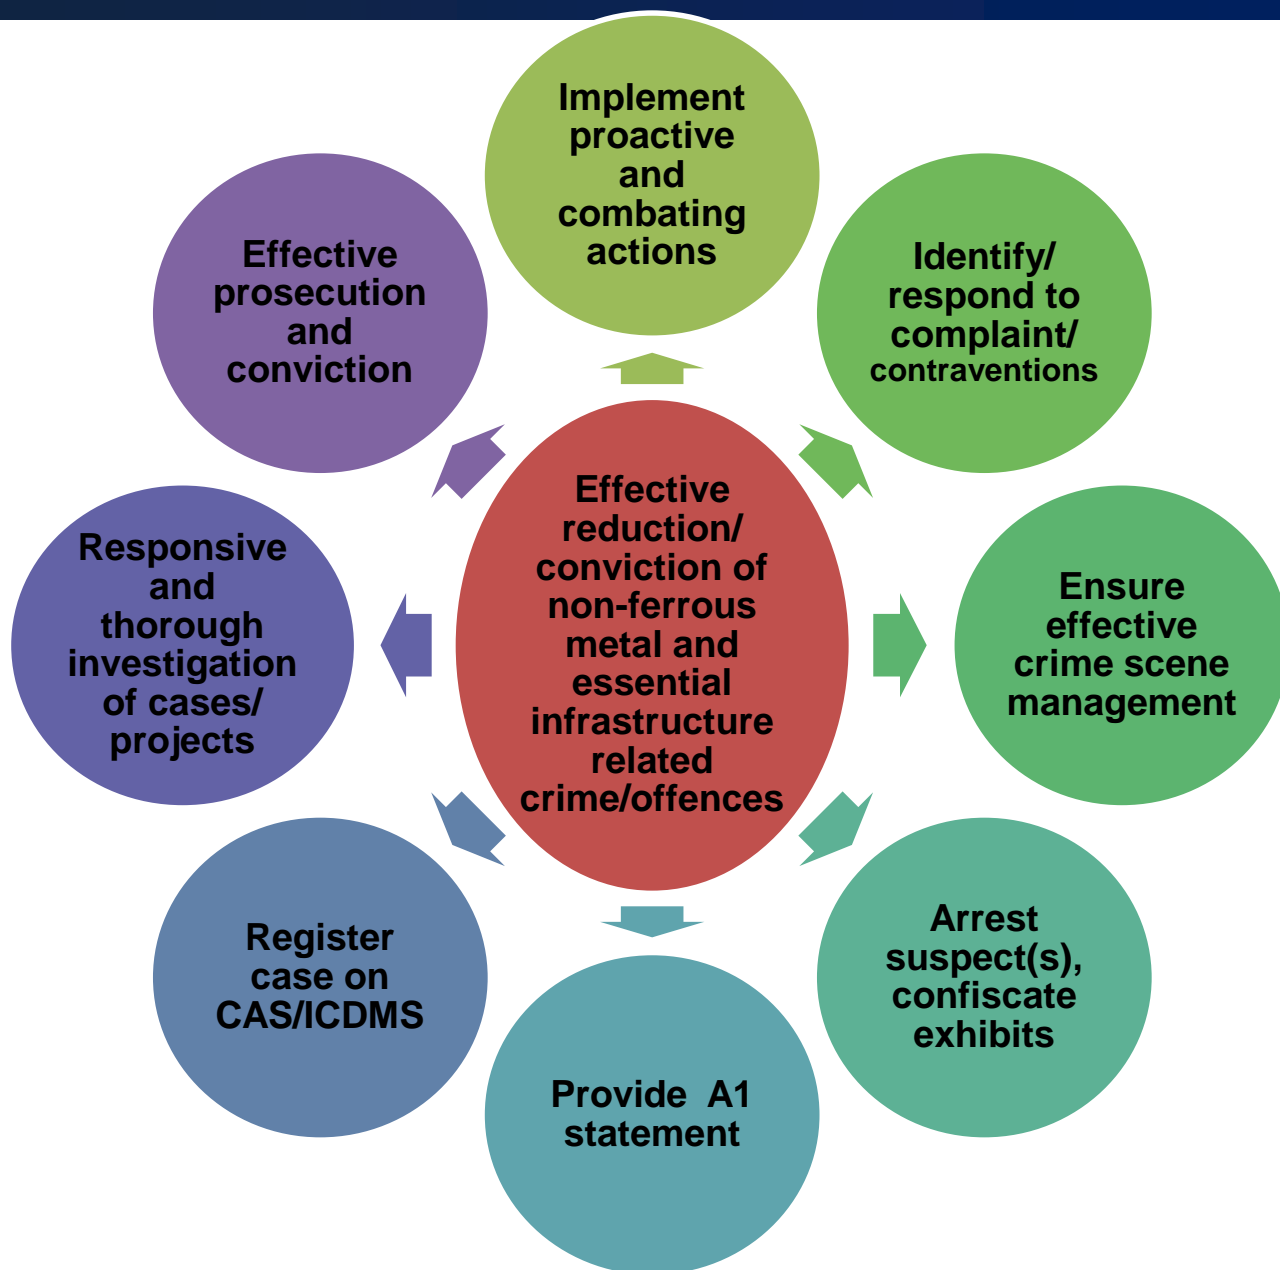 Implement
proactive
and
combating
actions
Identify/
respond to
complaint/
contraventions
Ensure
effective
crime scene
management
Arrest
suspect(s),
confiscate
exhibits
Provide  A1
statement
Register
case on
CAS/ICDMS
Responsive
and
thorough
investigation
of cases/
projects
Effective
prosecution
and
conviction
Effective
reduction/
conviction of
non-ferrous
metal and
essential
infrastructure
related
crime/offences